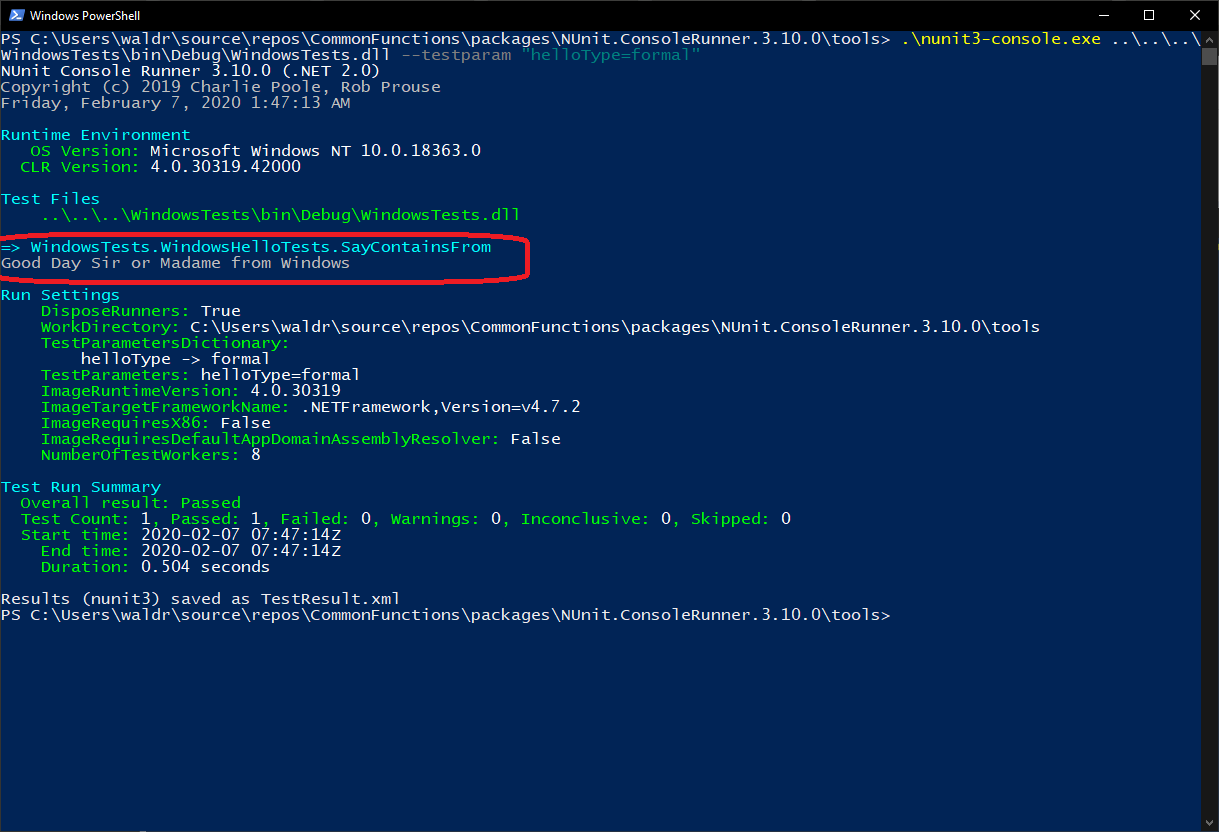 Windows PowerShell
PS C:\Users\waldr\source\repos\CommonFunctions\packages\NUnit.ConsoleRunner.3.10.0\tools> .\nunit3-console.exe ..\..\..\
WindowsTests\bin\Debug\WindowsTests.dll --testparam "helloType=formal"
NUnit Console Runner 3.10.0 (.NET 2.0)
Copyright (c) 2019 Charlie Poole, Rob Prouse
Friday, February 7, 2020 1:47:13 AM
Runtime Environment
OS Version: Microsoft Windows NT 10.0.18363.0
CLR Version: 4.0.30319.42000
Test Files
..\..\..\WindowsTests\bin\Debug\WindowsTests.dll
=> WindowsTests.WindowsHelloTests.SayContainsFrom
Good Day Sir or Madame from Windows
Run Settings
DisposeRunners: True
WorkDirectory: C:\Users\waldr\source\repos\CommonFunctions\packages\NUnit.ConsoleRunner.3.10.0\tools
TestParametersDictionary:
helloType -> formal
TestParameters: helloType=formal
ImageRuntimeVersion: 4.0.30319
ImageTargetFrameworkName: .NETFramework,Version=v4.7.2
ImageRequiresX86: False
ImageRequiresDefaultAppDomainAssemblyResolver: False
NumberOfTestWorkers: 8
Test Run Summary
Overall result: Passed
Test Count: 1, Passed: 1, Failed: 0, Warnings: 0, Inconclusive: 0, Skipped: 0
Start time: 2020-02-07 07:47:14Z
End time: 2020-02-07 07:47:14Z
Duration: 0.504 seconds
Results (nunit3) saved as TestResult.xml
PS C:\Users\waldr\source\repos\CommonFunctions\packages\NUnit.ConsoleRunner.3.10.0\tools>